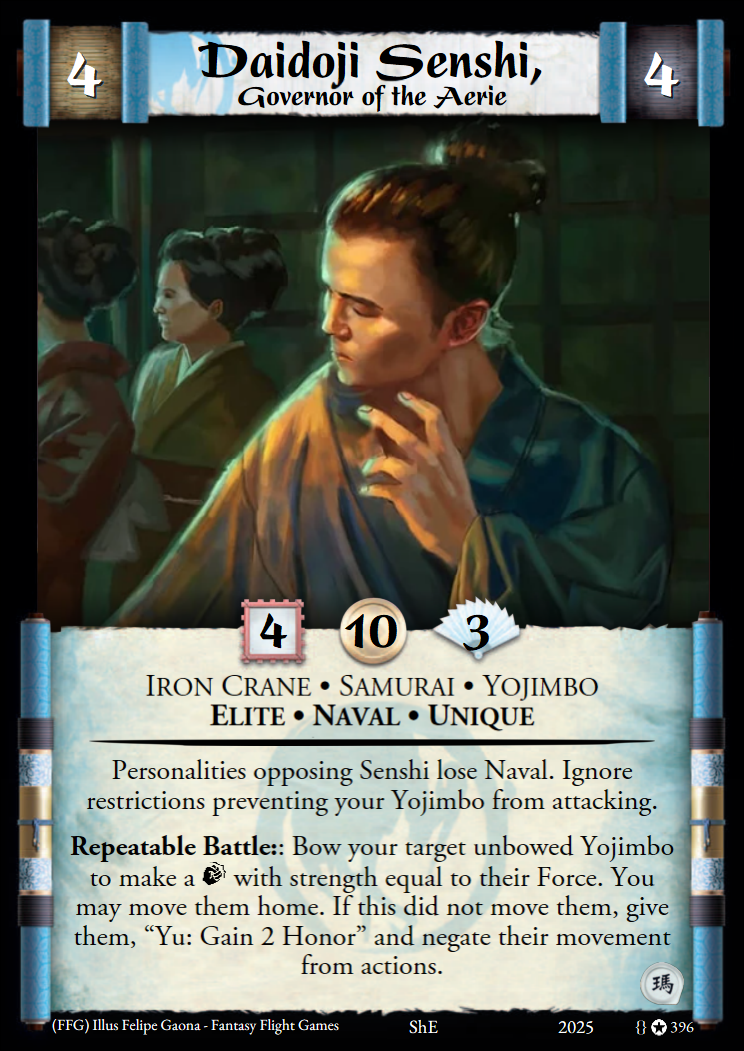 4
Daidoji Senshi,
4
Governor of the Aerie
4
10
3
Iron Crane • Samurai • Yojimbo
Elite • Naval • Unique
Personalities opposing Senshi lose Naval. Ignore
restrictions preventing your Yojimbo from attacking.
Repeatable Battle:: Bow your target unbowed Yojimbo
to make a with strength equal to their Force. You
may move them home. If this did not move them, give
them, “Yu: Gain 2 Honor” and negate their movement
from actions.
瑪
(FFG) Illus Felipe Gaona - Fantasy Flight Games ShE 2025 {} 396